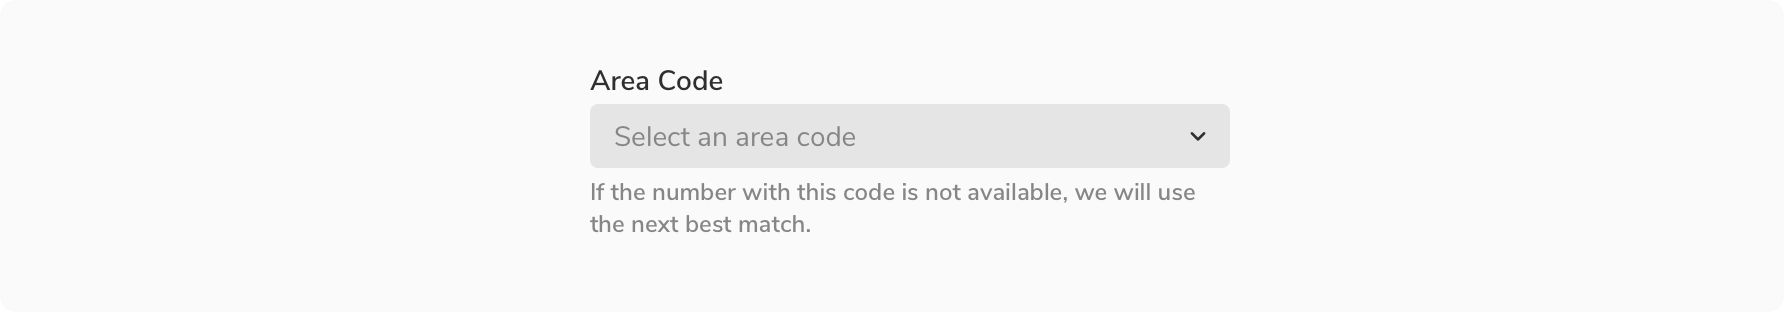 Area Code
Select an area code
If the number with this code is not available, we will use
the next best match.